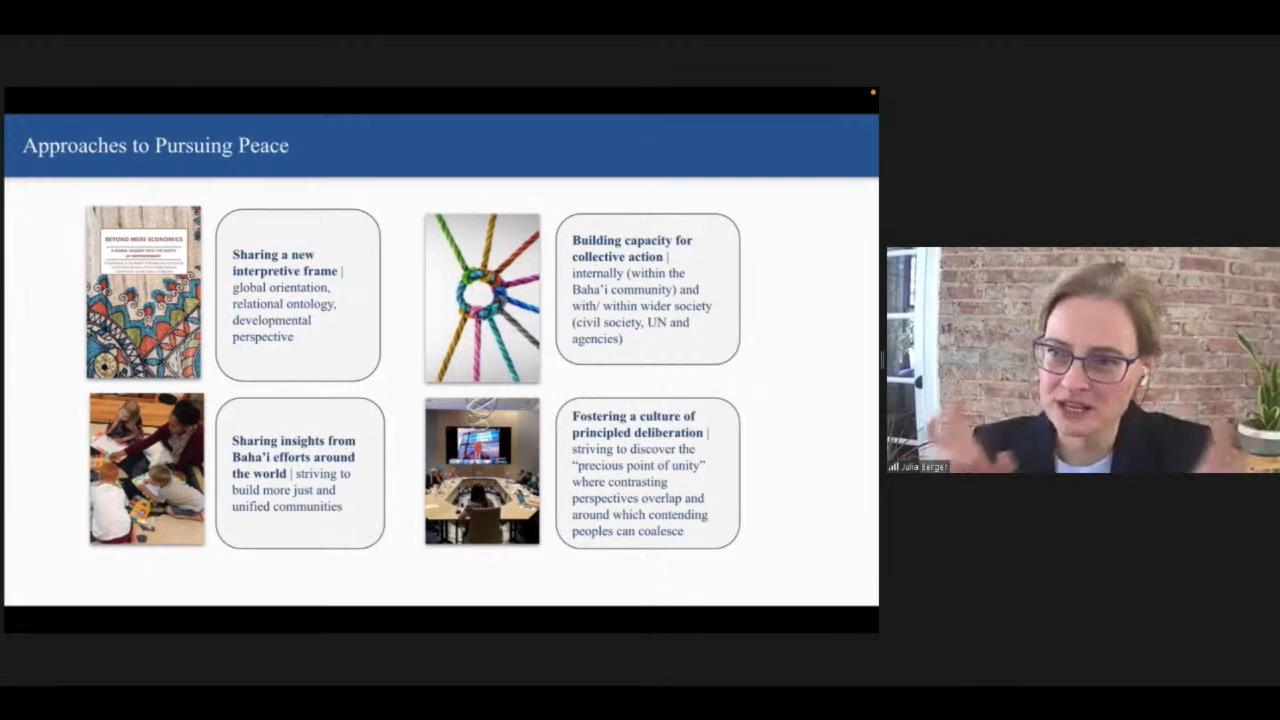 Approaches to Pursuing Peace
BEYOND MERE ECONOMICS
Sharing a new
interpretive frame |
global orientation,
relational ontology,
developmental
perspective
Building capacity for
collective action |
internally (within the
Baha’i community) and
with/ within wider society
(civil society, UN and
agencies)
Sharing insights from
Baha’i efforts around
the world | striving to
build more just and
unified communities
Fostering a culture of
principled deliberation |
striving to discover the
“precious point of unity”
where contrasting
perspectives overlap and
around which contending
peoples can coalesce
Julia Berger